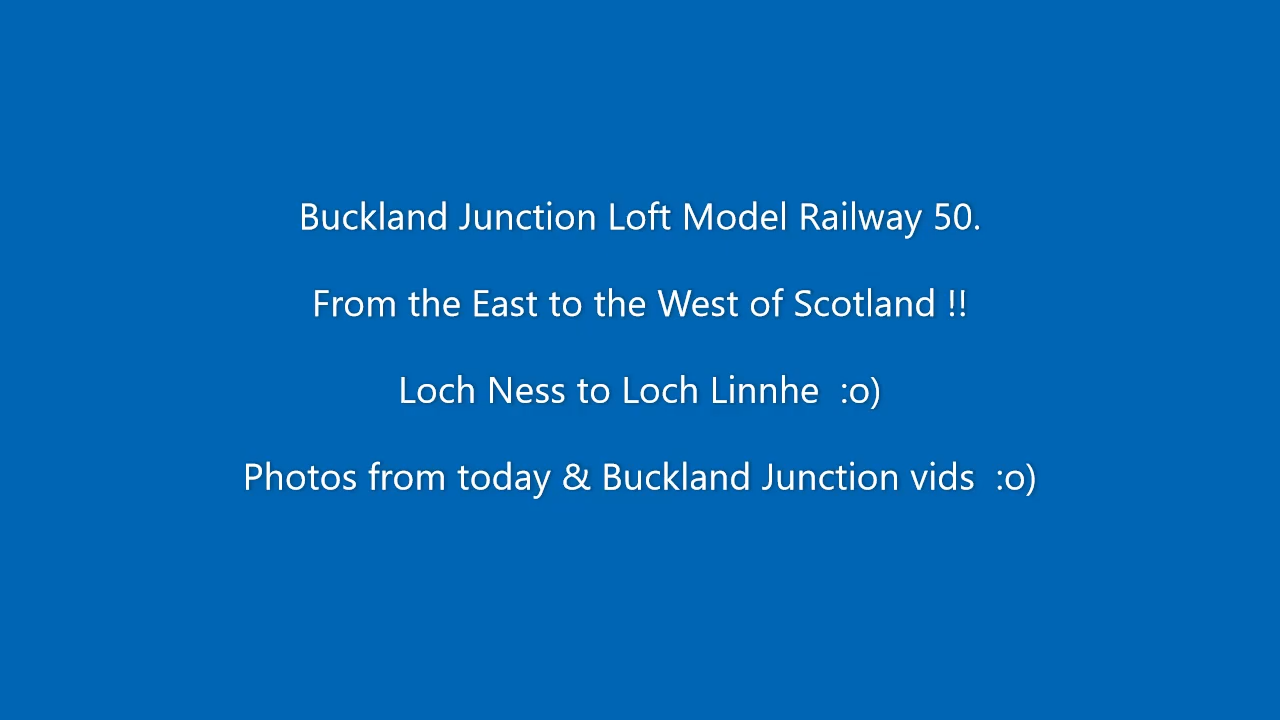 Buckland Junction Loft Model Railway 50.
From the East to the West of Scotland !!
Loch Ness to Loch Linnhe  :o)
Photos from today & Buckland Junction vids  :o)